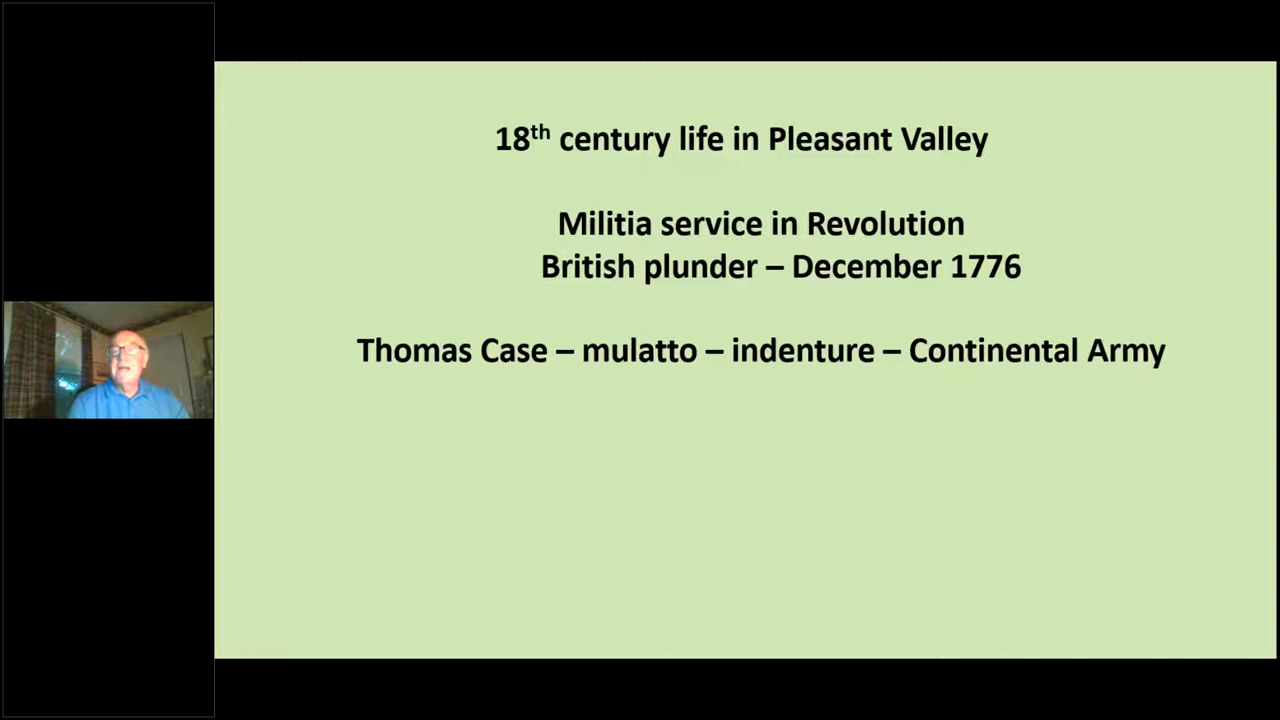 18th century life in Pleasant Valley
Militia service in Revolution
British plunder – December 1776
Thomas Case – mulatto – indenture – Continental Army